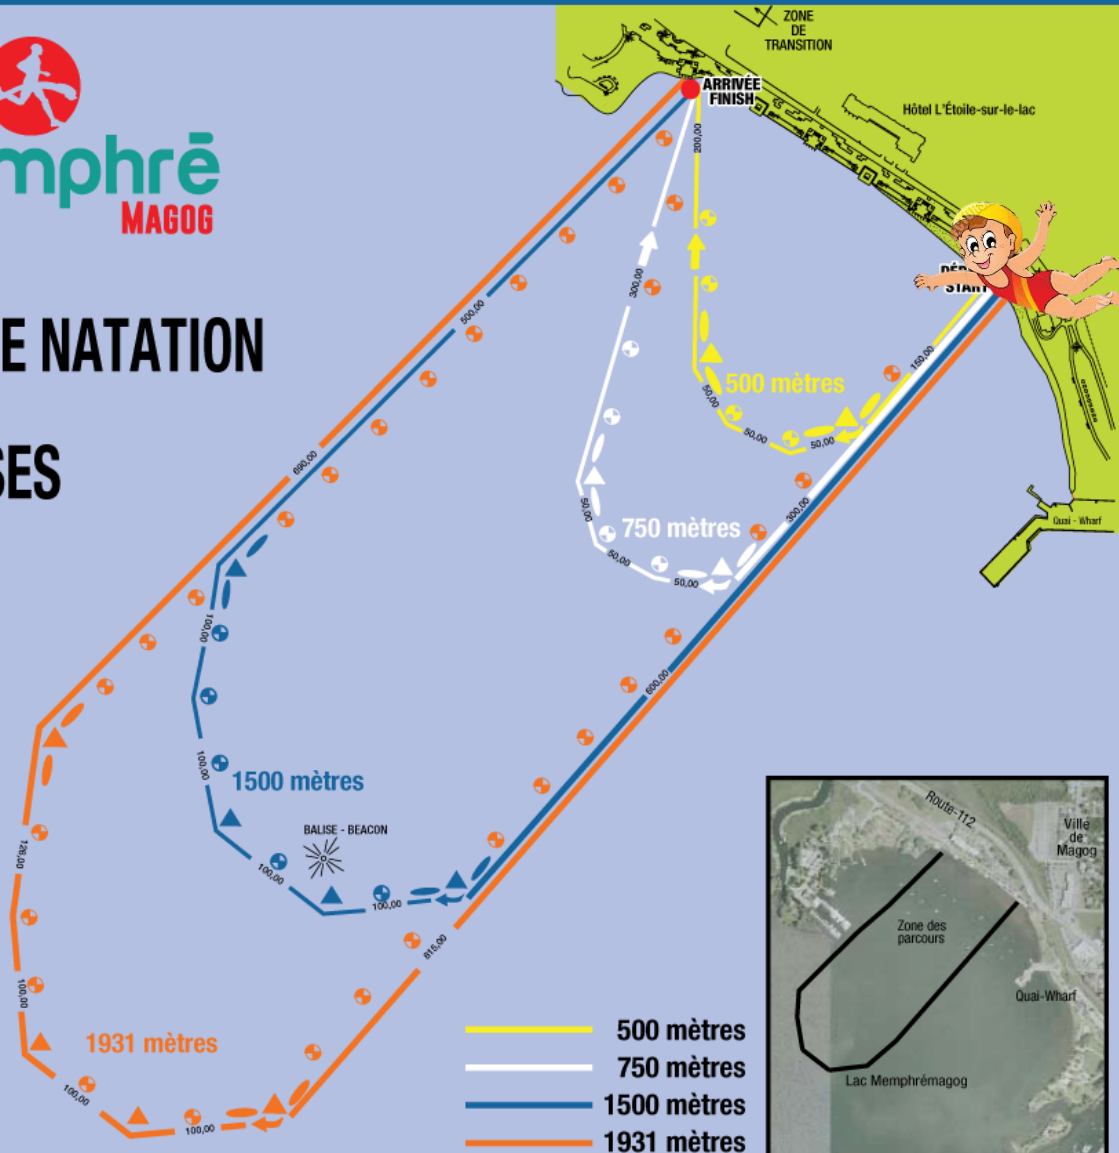 ZONE
DE
TRANSITION
ARRIVÉE
FINISH
Hôtel L'Étoile-sur-le-lac
mphrē
MAGOG
START
E NATATION
SES
200,00
300,00
500,00
690,00
150,00
500 mètres
50,00
50,00
50,00
300,00
750 mètres
50,00
50,00
50,00
Quai - Wharf
600,00
100,00
100,00
1500 mètres
BALISE - BEACON
100,00
100,00
815,00
126,00
100,00
1931 mètres
100,00
100,00
500 mètres
750 mètres
1500 mètres
1931 mètres
Route-112
Ville
de
Magog
Zone des
parcours
Quai-Wharf
Lac Memphrémagog